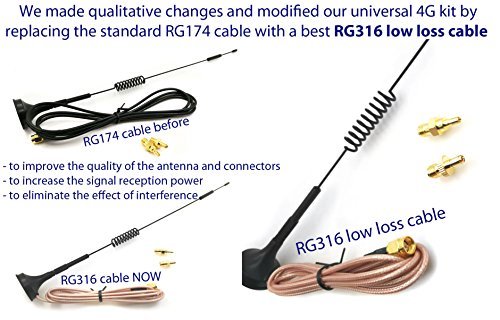 We made qualitative changes and modified our universal 4G kit by
replacing the standard RG174 cable with a best RG316 low loss cable
RG174 cable before
- to improve the quality of the antenna and connectors
- to increase the signal reception power
- to eliminate the effect of interference
RG316 low loss cable
RG316 cable NOW